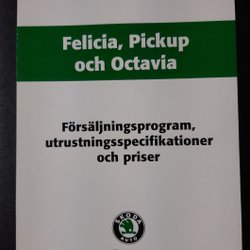 Felicia, Pickup
och Octavia
Försäljningsprogram,
utrustningsspecifikationer
och priser
ŠKODA
AUTO